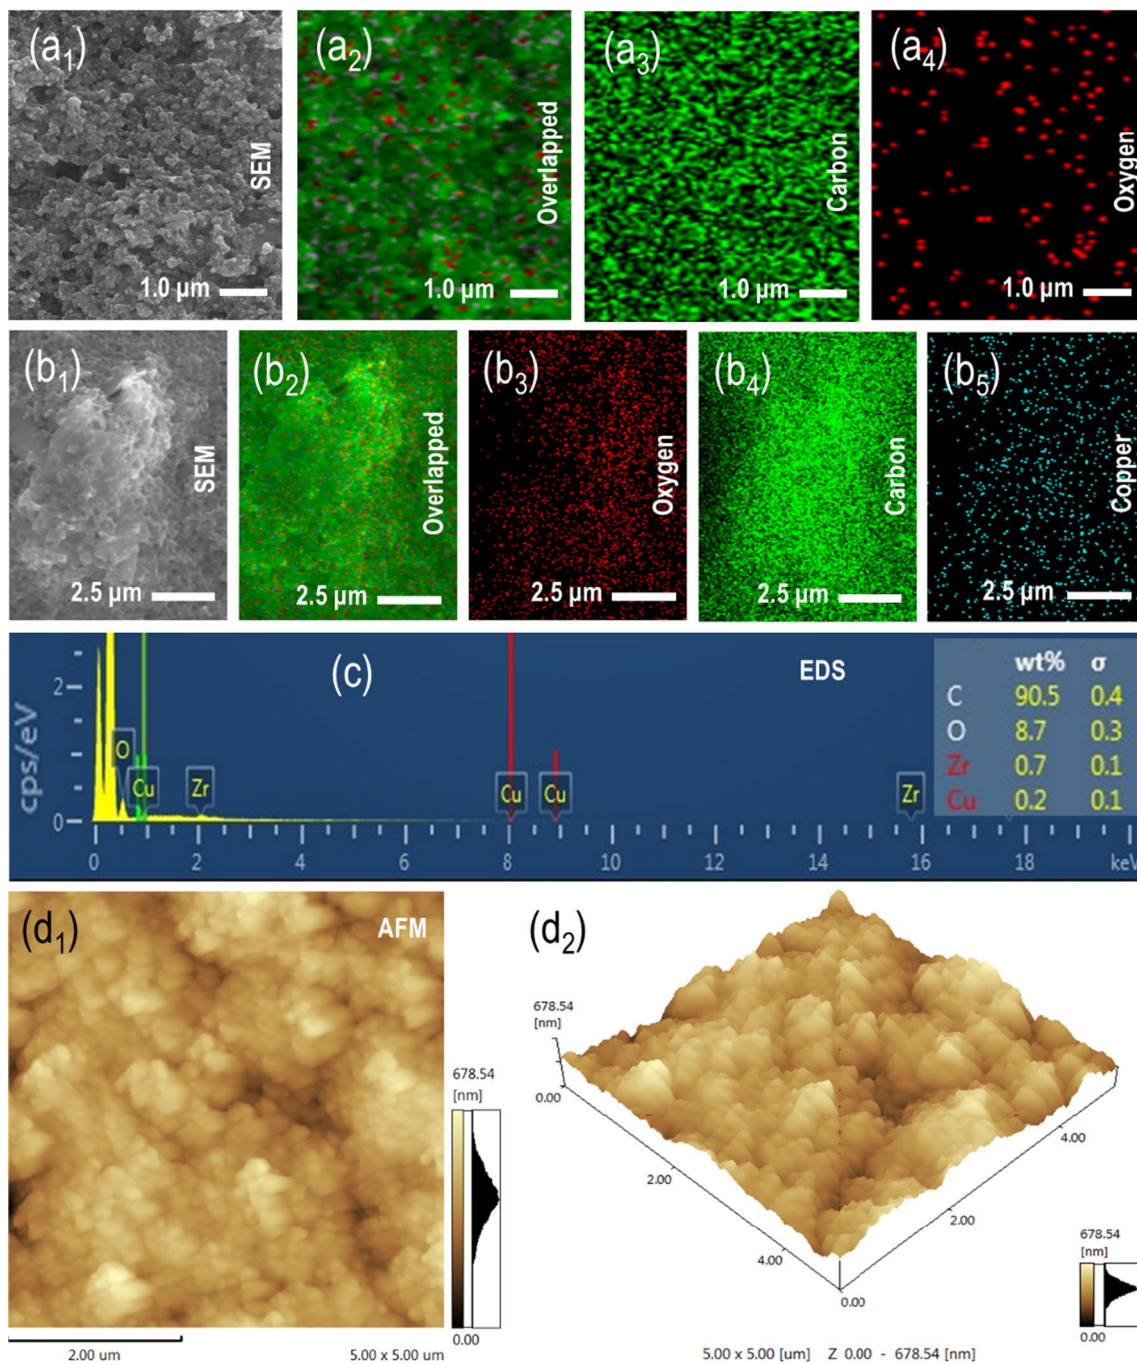 (a₁)
SEM
1.0 µm
(a₂)
Overlapped
1.0 µm
(a₃)
Carbon
1.0 µm
(a₄)
Oxygen
1.0 µm
(b₁)
SEM
2.5 µm
(b₂)
Overlapped
2.5 µm
(b₃)
Oxygen
(b₄)
Carbon
2.5 µm
(b₅)
Copper
2.5 µm
(c)
EDS
cps/eV
2
0
O
Cu
Zr
Cu
Cu
Zr
0 2 4 6 8 10 12 14 16 18 keV
wt% σ
C 90.5 0.4
O 8.7 0.3
Zr 0.7 0.1
Cu 0.2 0.1
(d₁)
AFM
678.54
[nm]
0.00
2.00 um
5.00 x 5.00 um
(d₂)
678.54
[nm]
0.00
2.00
4.00
0.00
2.00
4.00
678.54
[nm]
0.00
5.00 x 5.00 [um] Z 0.00 - 678.54 [nm]